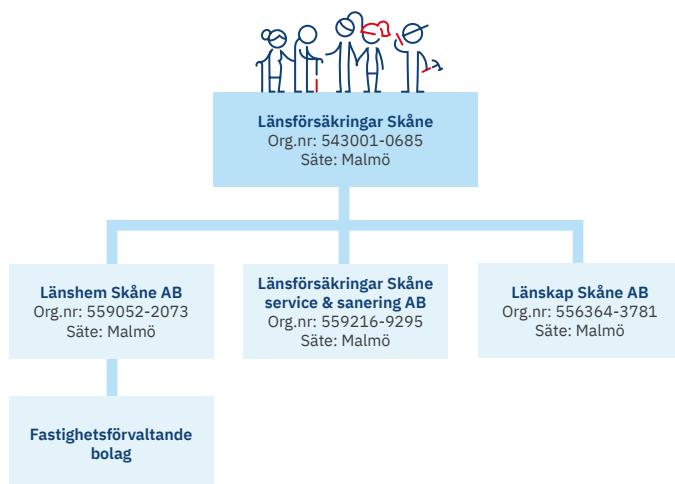 Länsförsäkringar Skåne
Org.nr: 543001-0685
Säte: Malmö
Länshem Skåne AB
Org.nr: 559052-2073
Säte: Malmö
Länsförsäkringar Skåne
service & sanering AB
Org.nr: 559216-9295
Säte: Malmö
Länskap Skåne AB
Org.nr: 556364-3781
Säte: Malmö
Fastighetsförvaltande
bolag